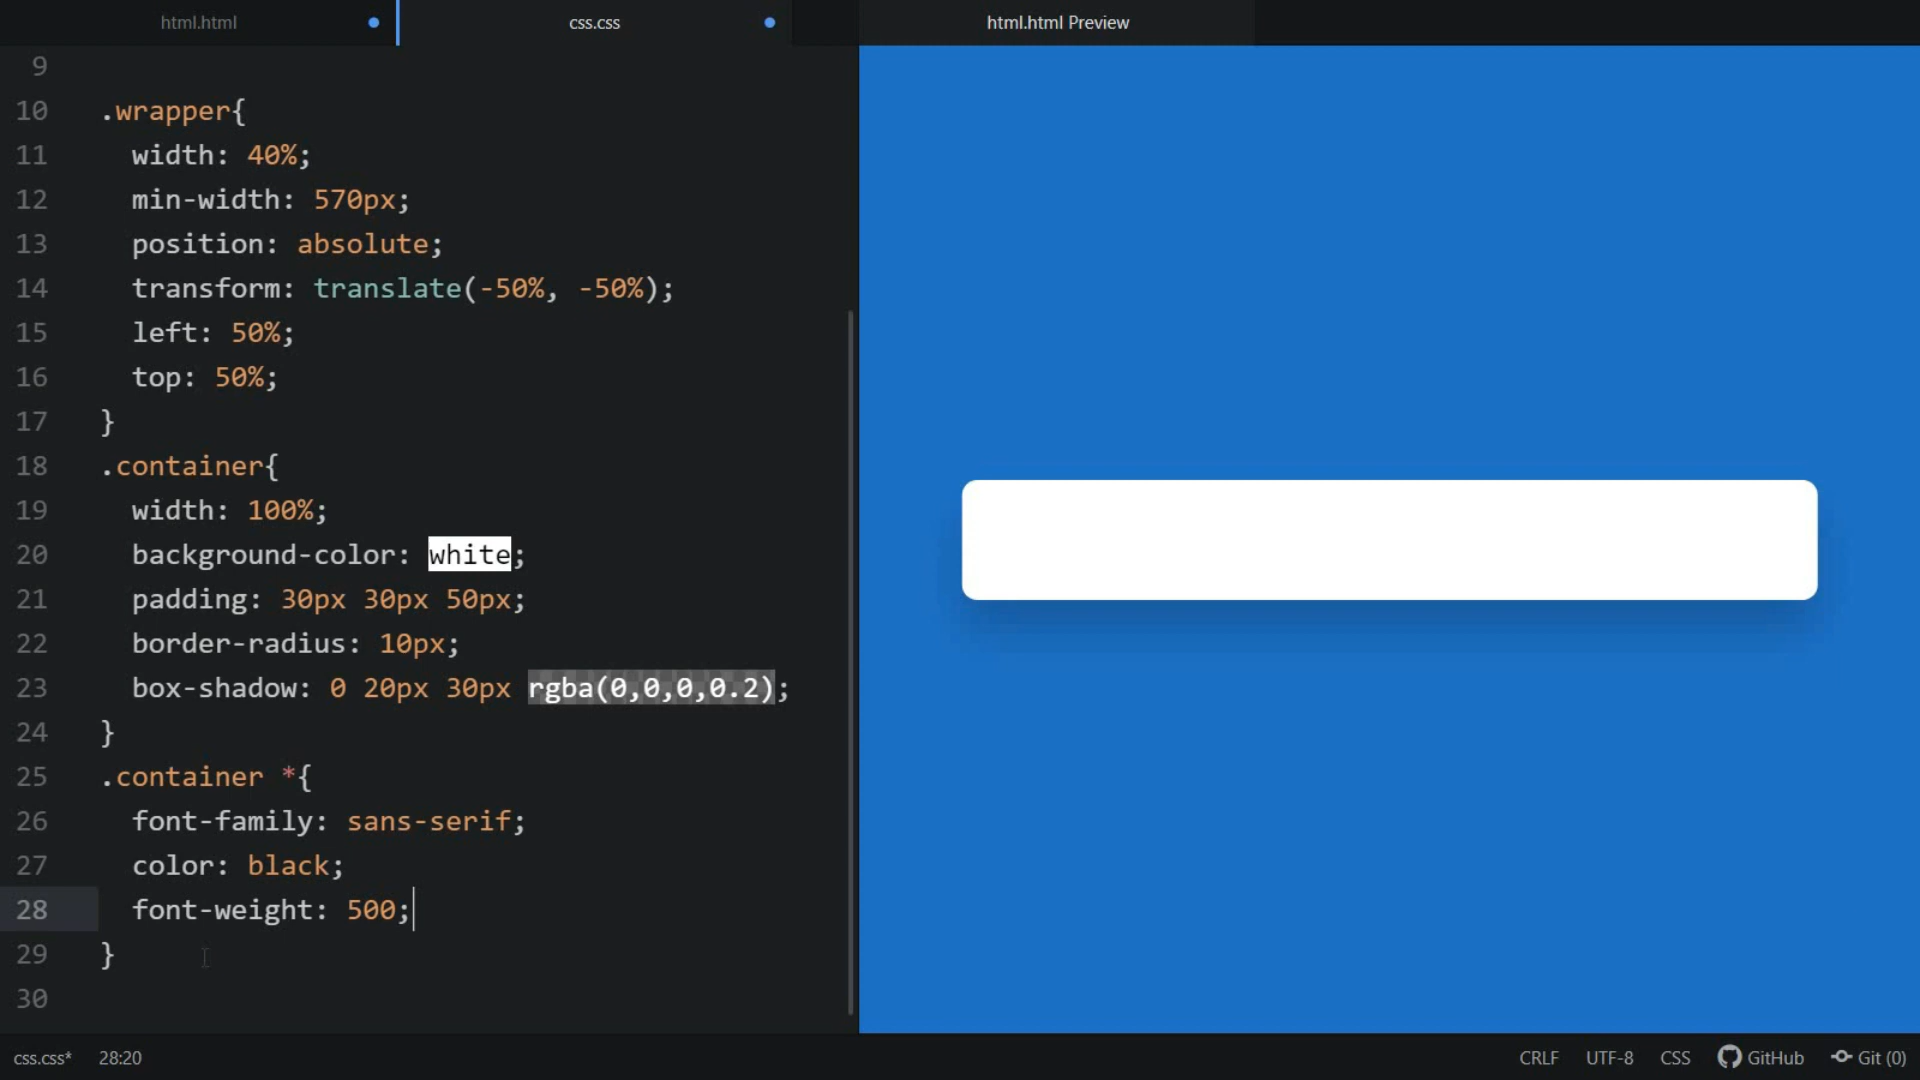 html.html
css.css
html.html Preview
9
10 .wrapper{
11 width: 40%;
12 min-width: 570px;
13 position: absolute;
14 transform: translate(-50%, -50%);
15 left: 50%;
16 top: 50%;
17 }
18 .container{
19 width: 100%;
20 background-color: white;
21 padding: 30px 30px 50px;
22 border-radius: 10px;
23 box-shadow: 0 20px 30px rgba(0,0,0,0.2);
24 }
25 .container *{
26 font-family: sans-serif;
27 color: black;
28 font-weight: 500;
29 }
30
css.css* 28:20 CRLF UTF-8 CSS GitHub Git (0)